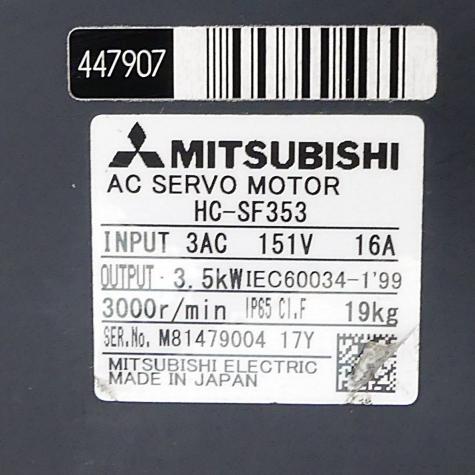 447907
MITSUBISHI
AC SERVO MOTOR
HC-SF353
INPUT 3AC 151V 16A
OUTPUT 3.5kW IEC60034-1'99
3000r/min IP65 Cl.F 19kg
SER.No. M81479004 17Y
MITSUBISHI ELECTRIC
MADE IN JAPAN